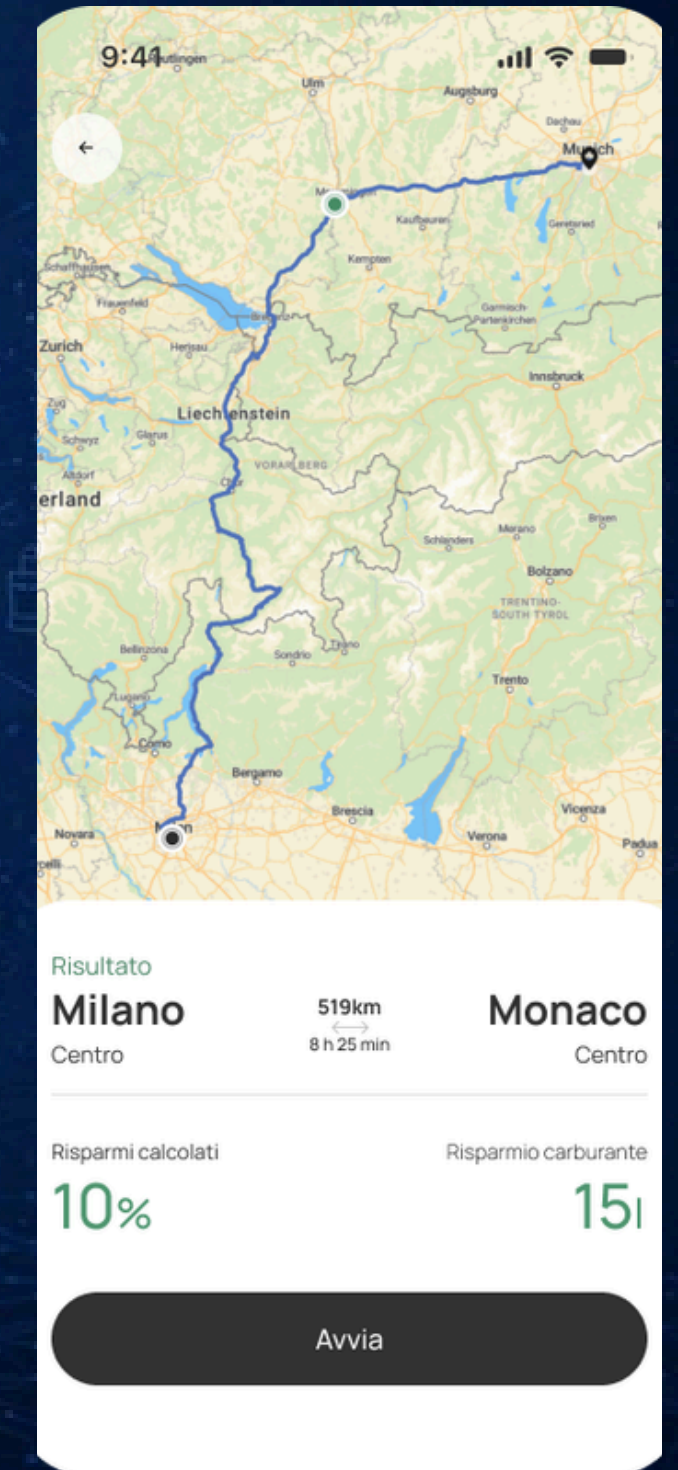 9:41
Ulm
Augsburg
Dachau
Kaufbeuren
Geretsried
Kempten
Schaffhausen
Frauenfeld
Garmisch-
Partenkirchen
Zurich
Herisau
Innsbruck
Zug
Liechtenstein
Schwyz
Glarus
VORARLBERG
Altdorf
erland
Brixen
Merano
Schlanders
Bolzano
TRENTINO-
SOUTH TYROL
Bellinzona
Sondrio
Tirano
Trento
Lugano
Como
Bergamo
Brescia
Vicenza
Novara
Verona
Padua
rcelli
Risultato
Milano
519km
Monaco
Centro
8 h 25 min
Centro
Risparmi calcolati
Risparmio carburante
10%
15l
Avvia